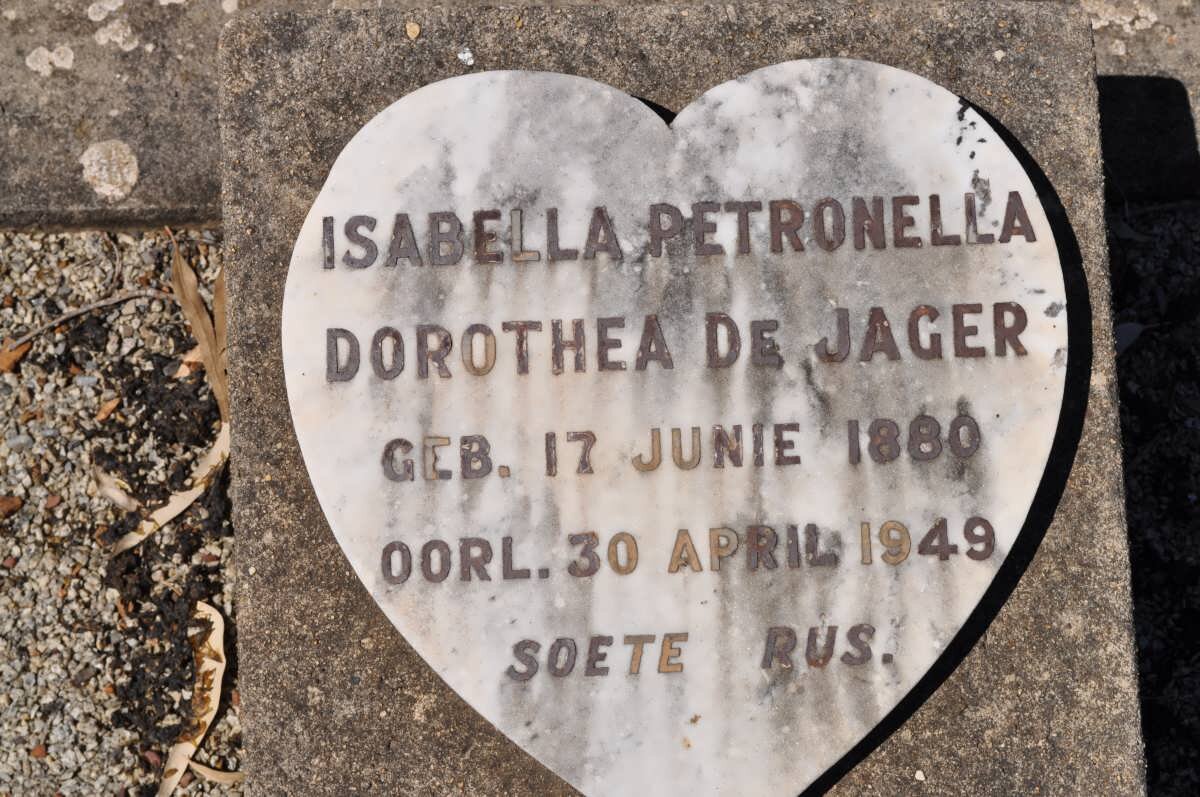 ISABELLA PETRONELLA
DOROTHEA DE JAGER
GEB. 17 JUNIE 1880
OORL. 30 APRIL 1949
SOETE RUS.